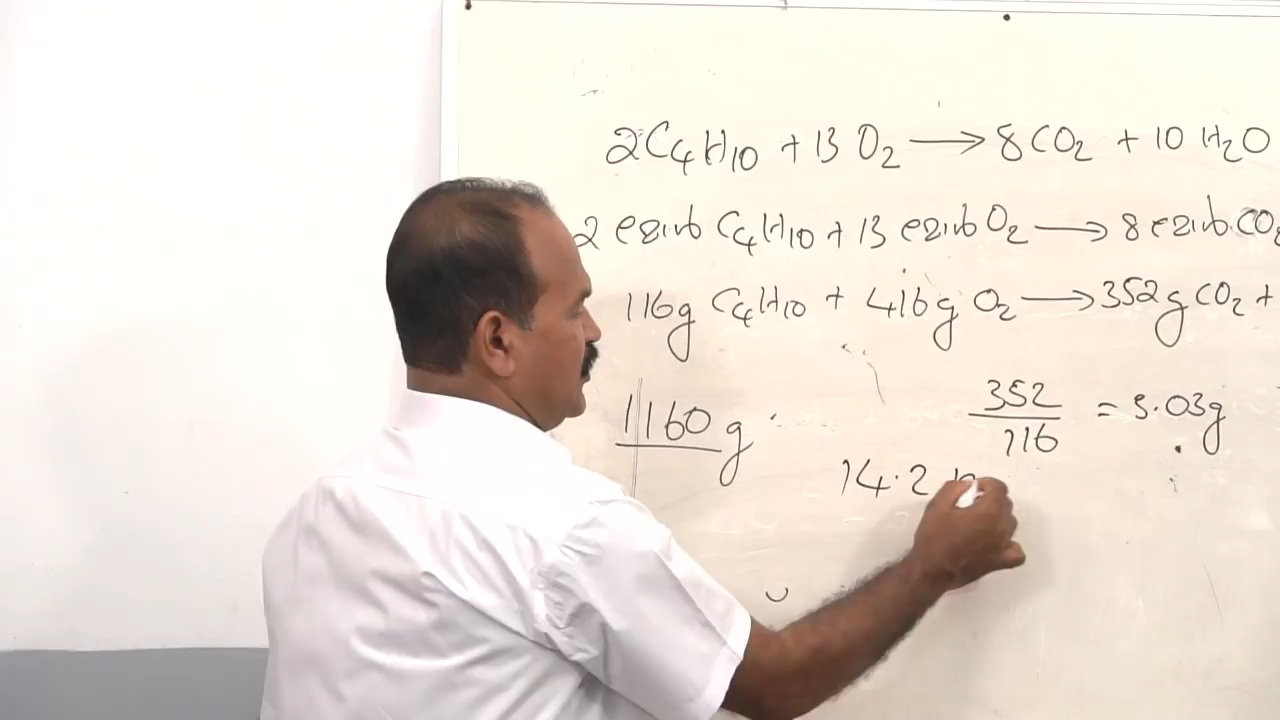 2C₄H₁₀ + 13 O₂ ⟶ 8CO₂ + 10 H₂O
2 മോൾ C₄H₁₀ + 13 മോൾ O₂ ⟶ 8 മോൾ CO₂
116g C₄H₁₀ + 416g O₂ ⟶ 352g CO₂ +
1160 g
352/116 = 3.03g
14.2